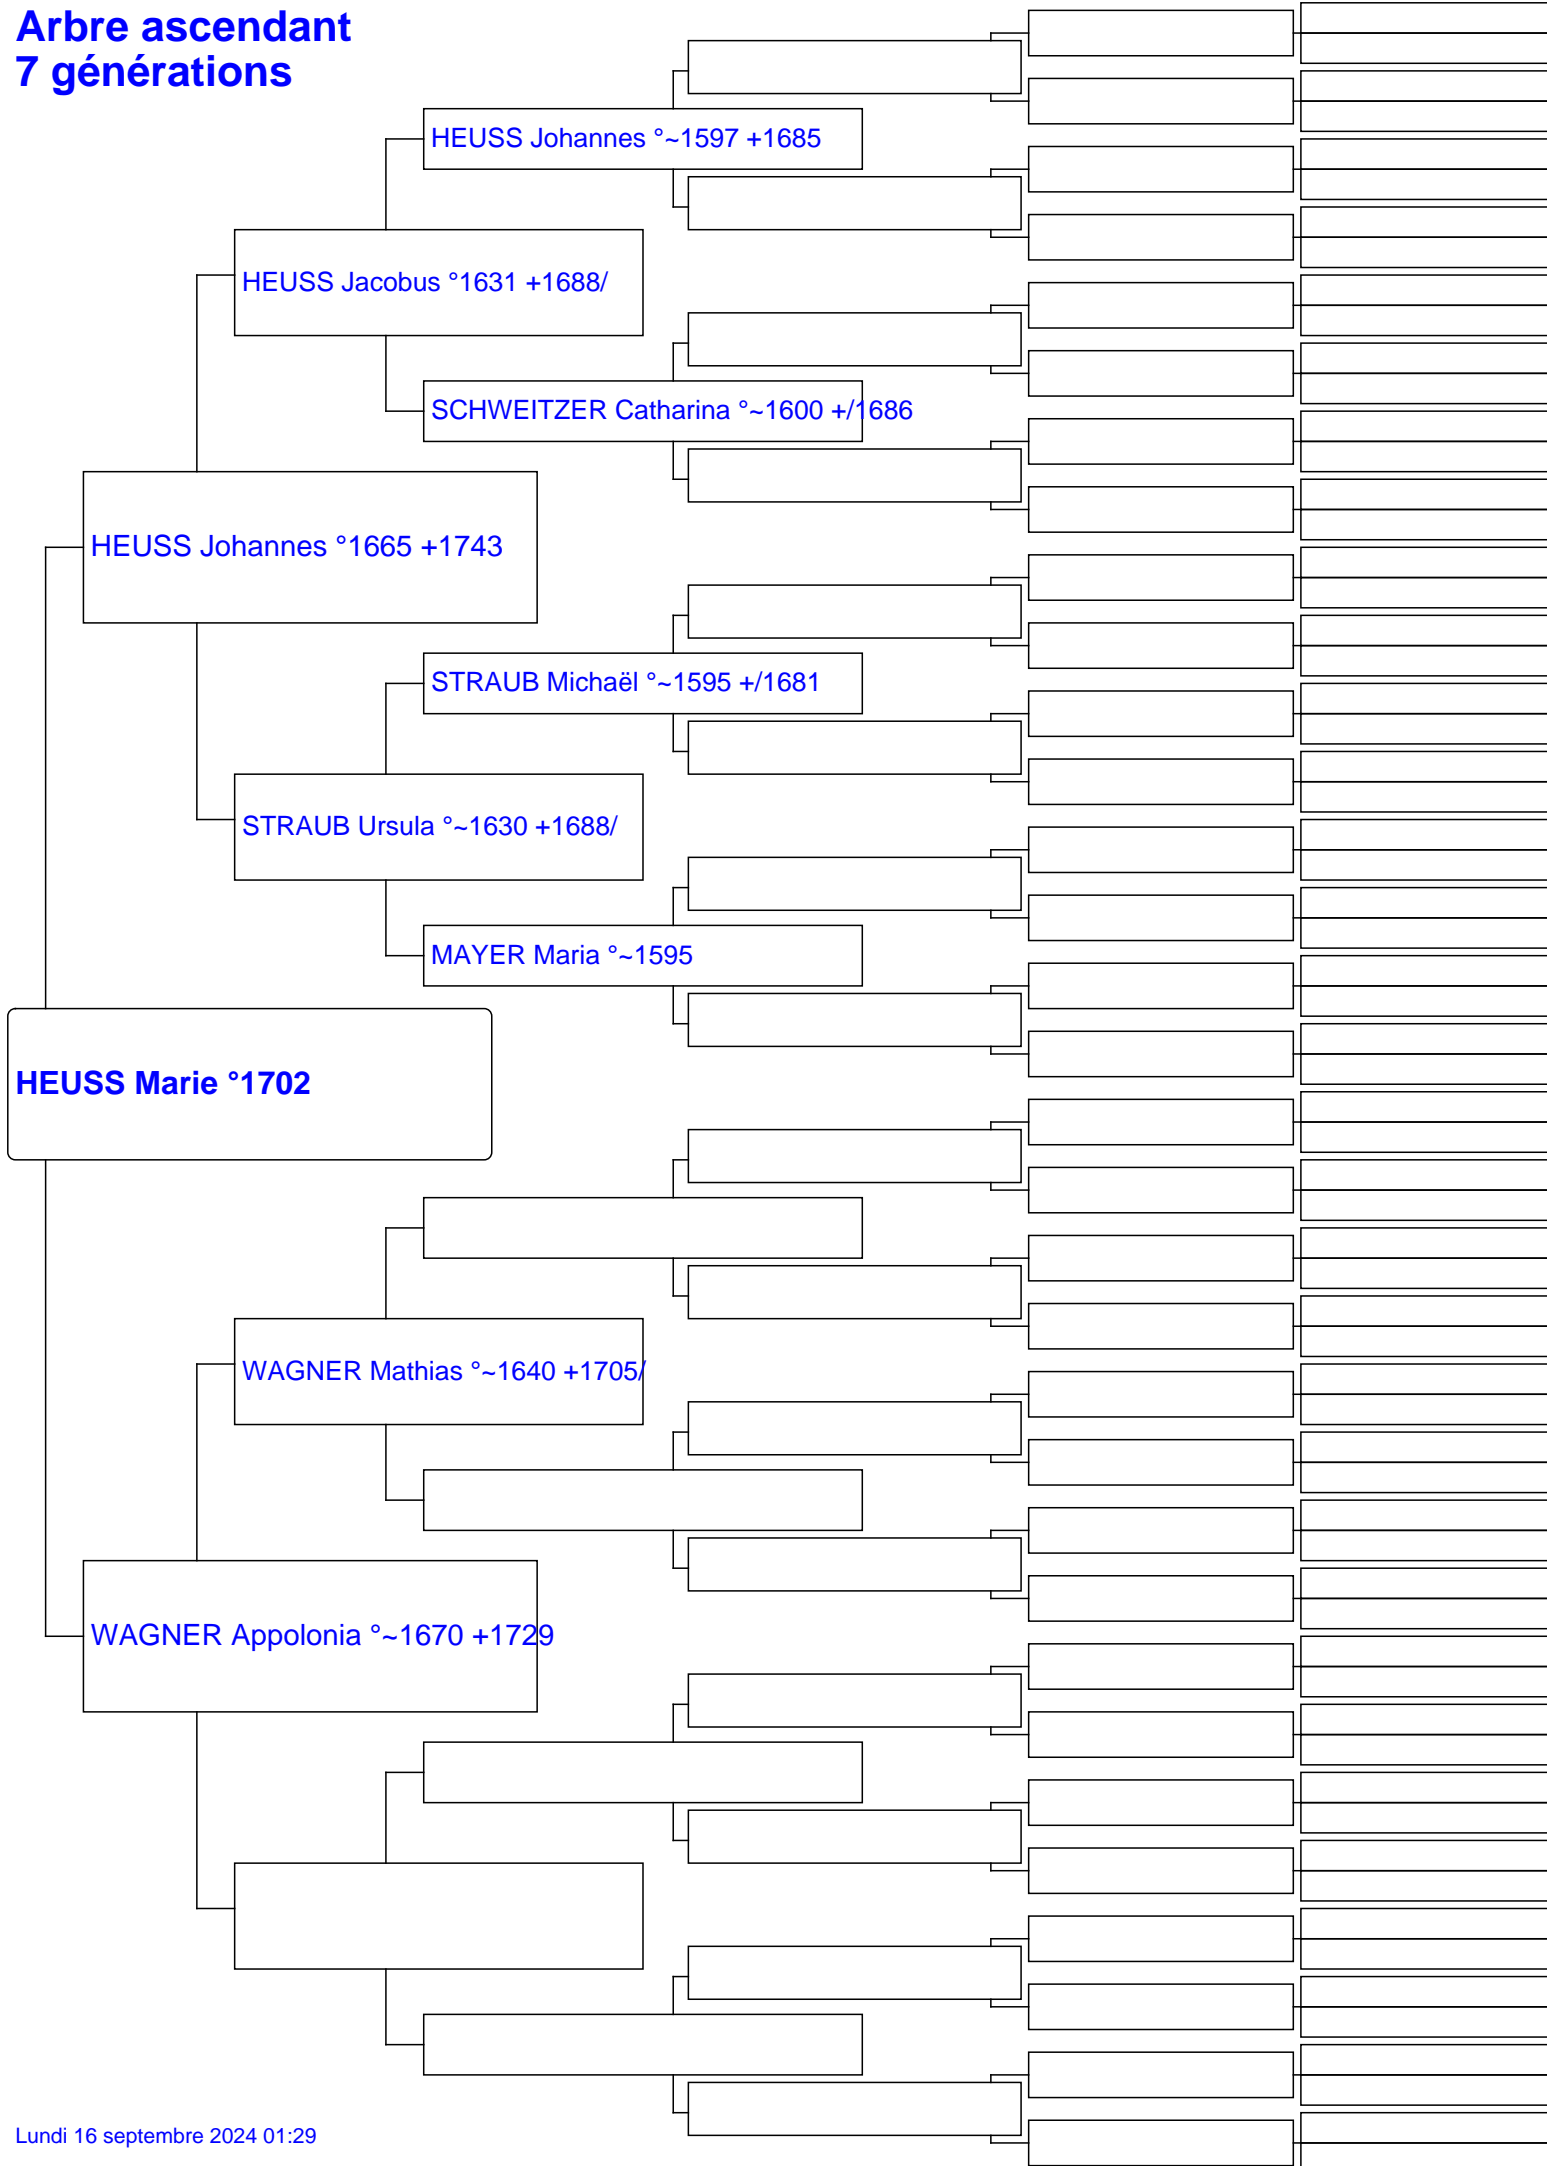 Arbre ascendant
7 générations
HEUSS Johannes °~1597 +1685
HEUSS Jacobus °1631 +1688/
SCHWEITZER Catharina °~1600 +/1686
HEUSS Johannes °1665 +1743
STRAUB Michaël °~1595 +/1681
STRAUB Ursula °~1630 +1688/
MAYER Maria °~1595
HEUSS Marie °1702
WAGNER Mathias °~1640 +1705/
WAGNER Appolonia °~1670 +1729
Lundi 16 septembre 2024 01:29